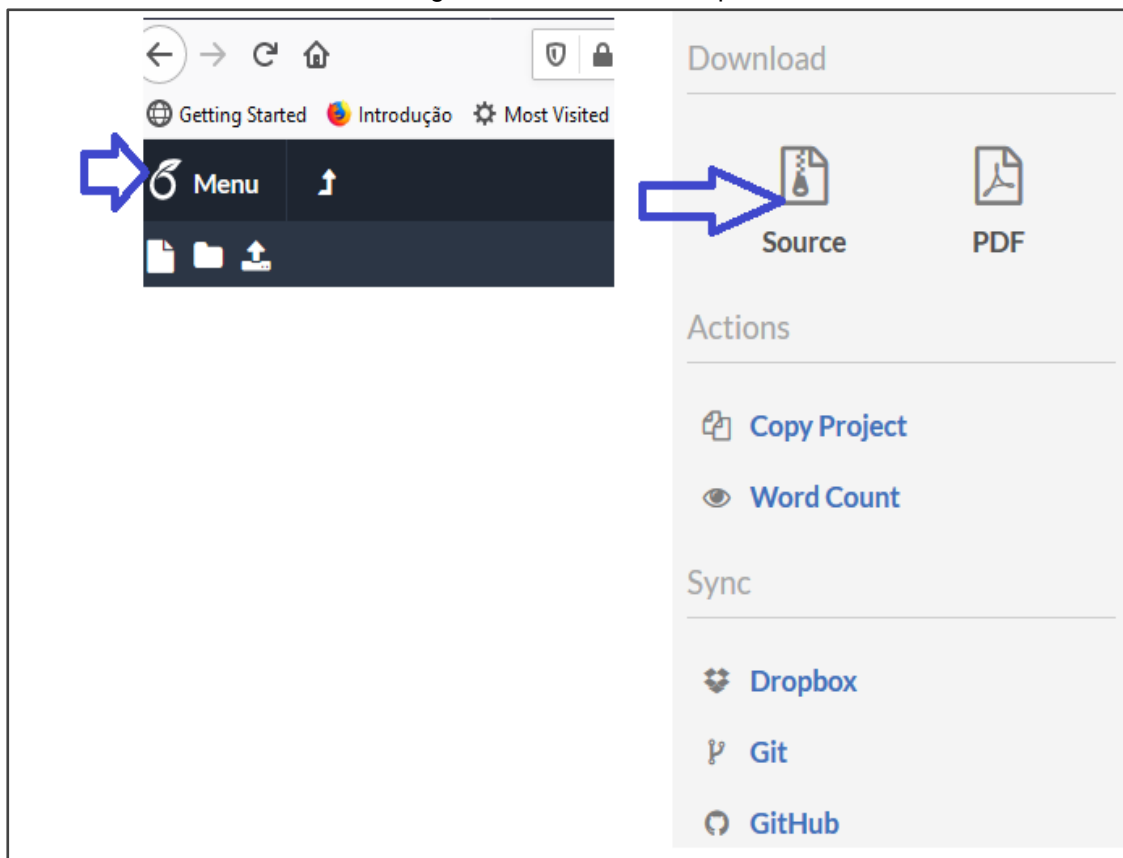 Getting Started Introdução Most Visited
Menu
Download
Source PDF
Actions
Copy Project
Word Count
Sync
Dropbox
Git
GitHub